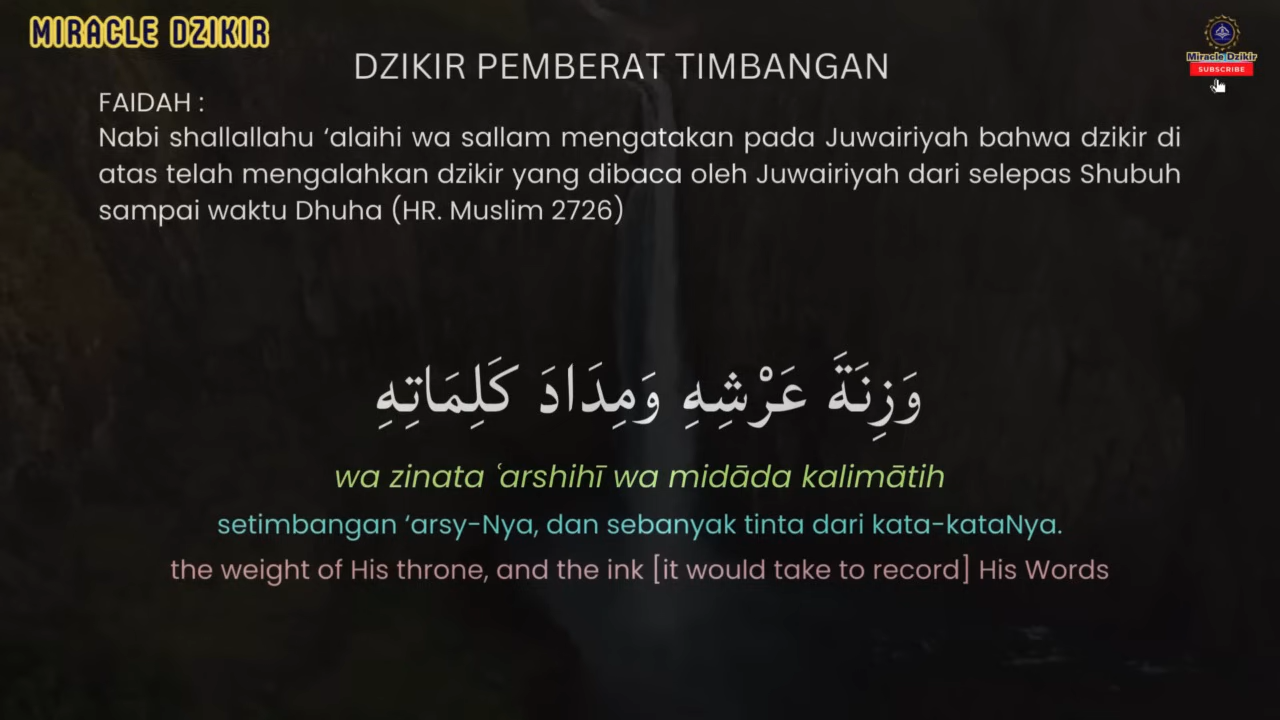 MIRACLE DZIKIR
Miracle Dzikir
SUBSCRIBE
DZIKIR PEMBERAT TIMBANGAN
FAIDAH :
Nabi shallallahu ‘alaihi wa sallam mengatakan pada Juwairiyah bahwa dzikir di
atas telah mengalahkan dzikir yang dibaca oleh Juwairiyah dari selepas Shubuh
sampai waktu Dhuha (HR. Muslim 2726)
وَزِنَةَ عَرْشِهِ وَمِدَادَ كَلِمَاتِهِ
wa zinata ʿarshihī wa midāda kalimātih
setimbangan ‘arsy-Nya, dan sebanyak tinta dari kata-kataNya.
the weight of His throne, and the ink [it would take to record] His Words